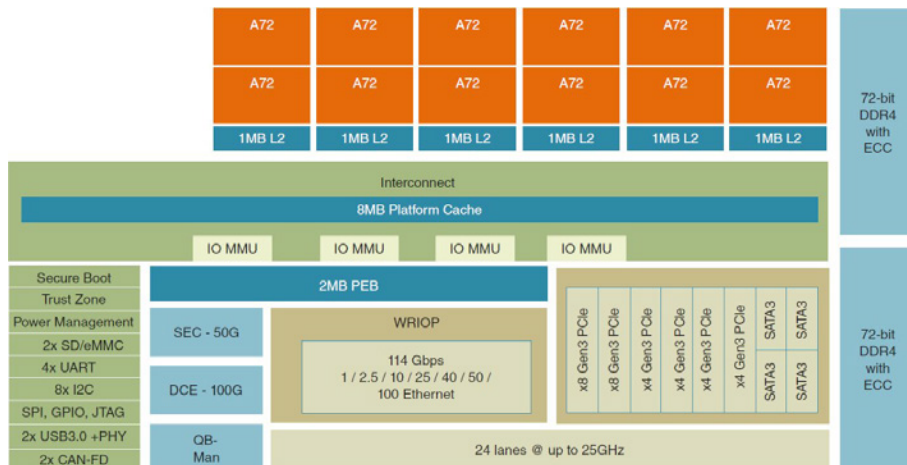 A72 A72 A72 A72 A72 A72
A72 A72 A72 A72 A72 A72
1MB L2 1MB L2 1MB L2 1MB L2 1MB L2 1MB L2
72-bit
DDR4
with
ECC
Interconnect
8MB Platform Cache
IO MMU IO MMU IO MMU IO MMU
Secure Boot
Trust Zone
Power Management
2x SD/eMMC
4x UART
8x I2C
SPI, GPIO, JTAG
2x USB3.0 +PHY
2x CAN-FD
2MB PEB
SEC - 50G
DCE - 100G
QB-
Man
WRIOP
114 Gbps
1 / 2.5 / 10 / 25 / 40 / 50 /
100 Ethernet
x8 Gen3 PCIe
x8 Gen3 PCIe
x4 Gen3 PCIe
x4 Gen3 PCIe
x4 Gen3 PCIe
x4 Gen3 PCIe
SATA3 SATA3
SATA3 SATA3
24 lanes @ up to 25GHz
72-bit
DDR4
with
ECC